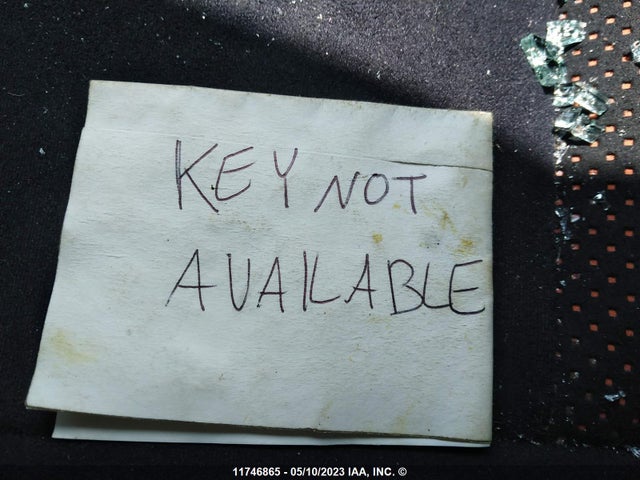 KEY NOT
AVAILABLE
11746865 - 05/10/2023 IAA, INC. ©